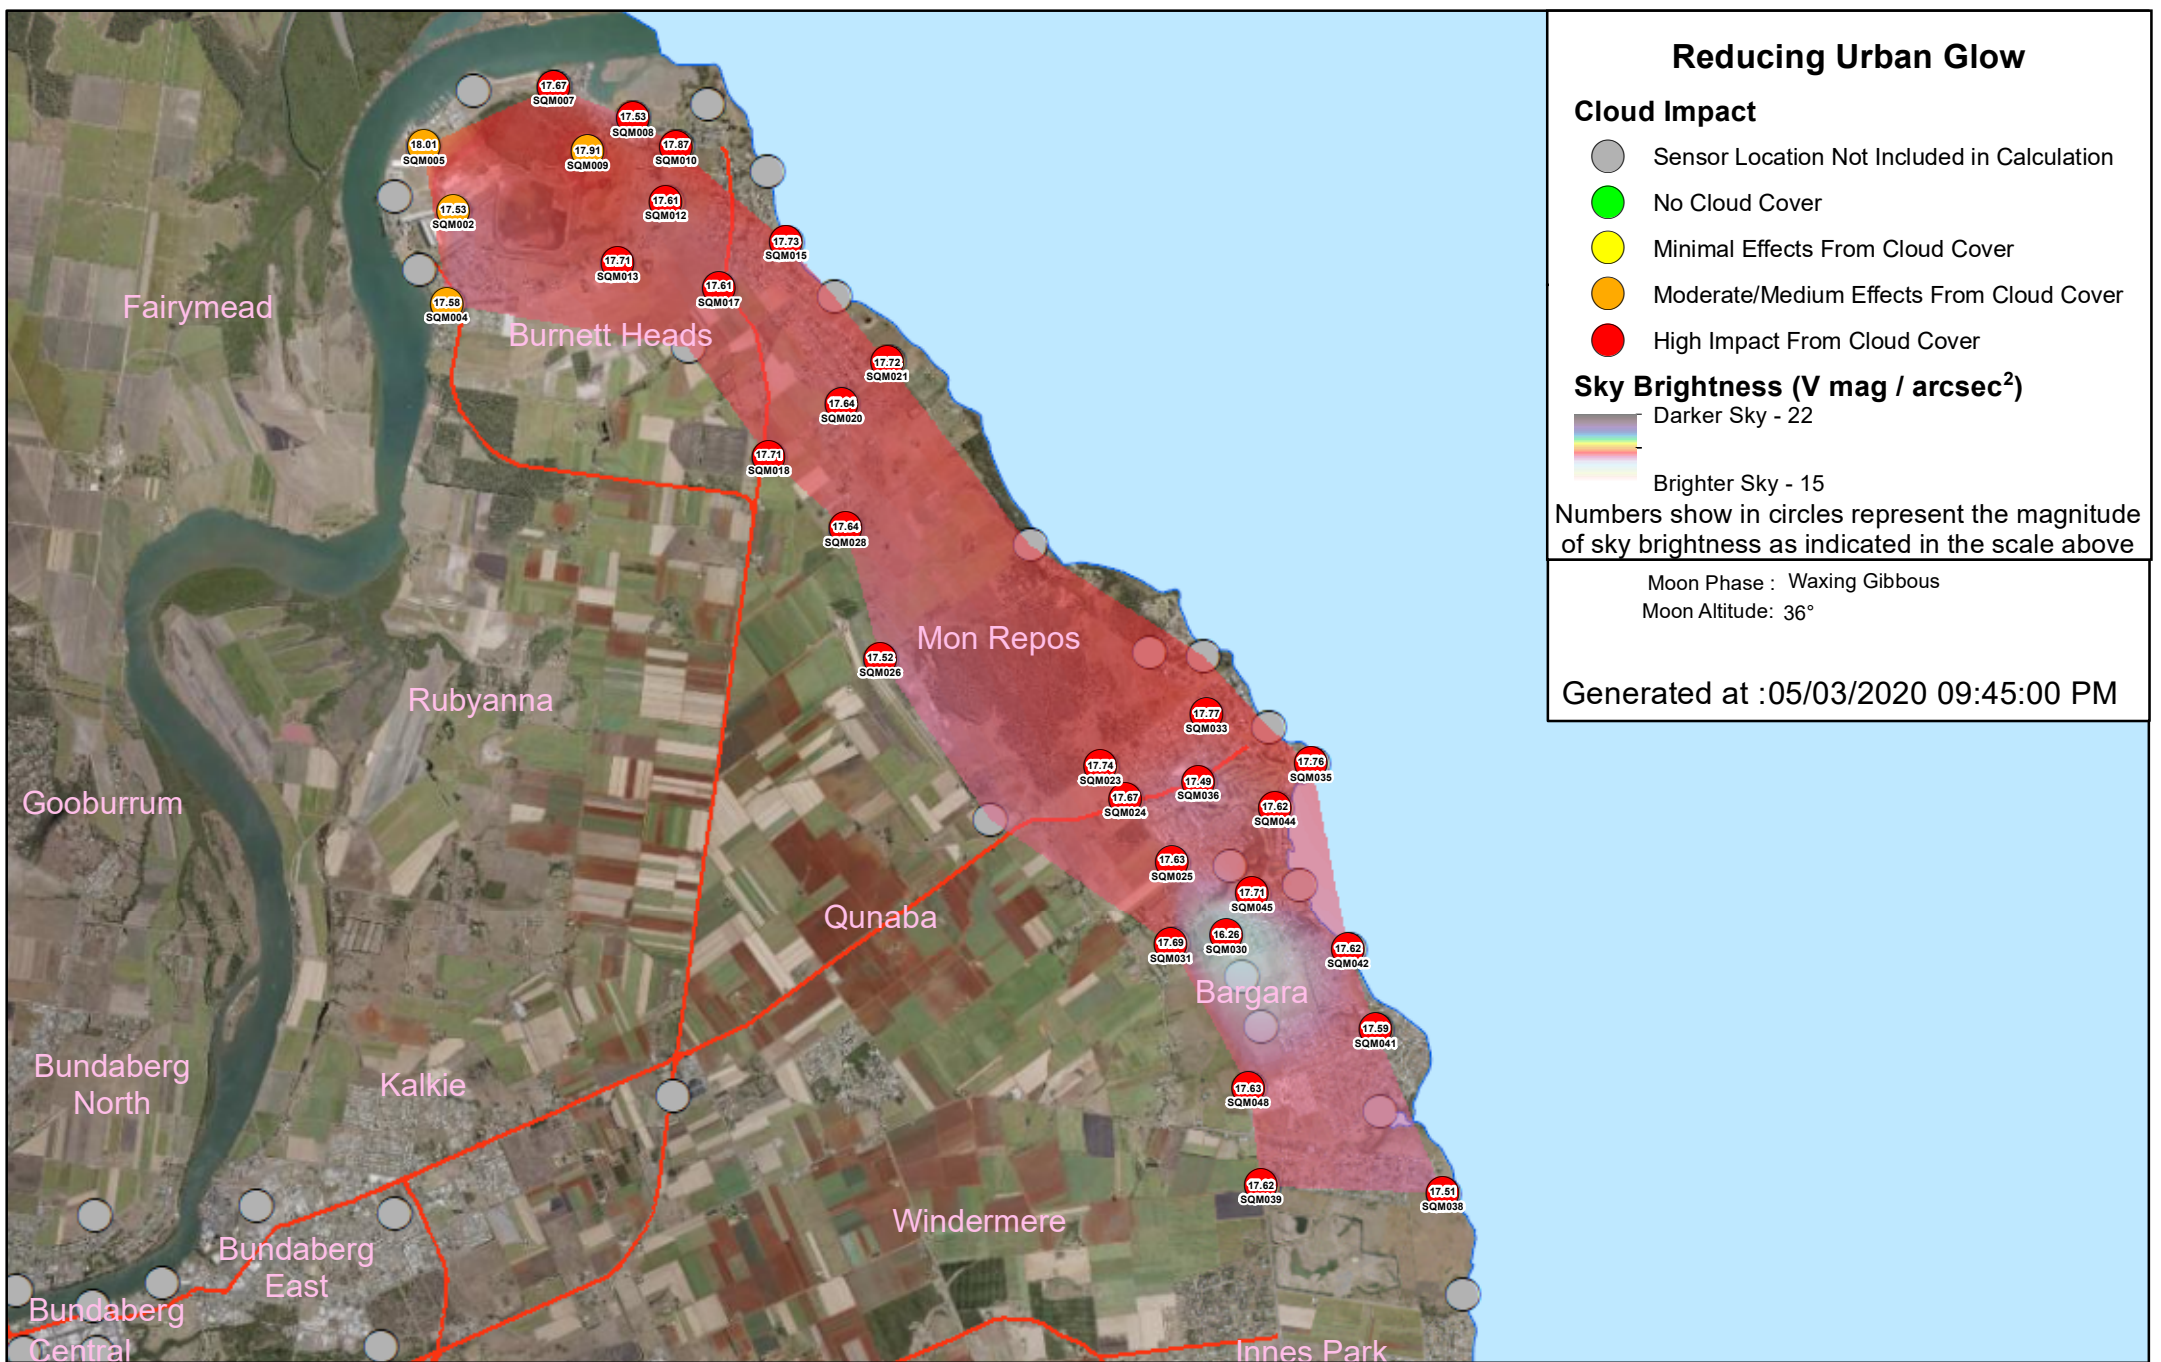 Reducing Urban Glow
Cloud Impact
Sensor Location Not Included in Calculation
No Cloud Cover
Minimal Effects From Cloud Cover
Moderate/Medium Effects From Cloud Cover
High Impact From Cloud Cover
Sky Brightness (V mag / arcsec²)
Darker Sky - 22
Brighter Sky - 15
Numbers show in circles represent the magnitude
of sky brightness as indicated in the scale above
Moon Phase : Waxing Gibbous
Moon Altitude: 36°
Generated at :05/03/2020 09:45:00 PM
17.67
SQM007
17.53
SQM008
18.01
SQM005
17.91
SQM009
17.87
SQM010
17.53
SQM002
17.61
SQM012
17.73
SQM015
17.71
SQM013
17.61
SQM017
17.58
SQM004
Fairymead
Burnett Heads
17.72
SQM021
17.64
SQM020
17.71
SQM018
17.64
SQM028
Mon Repos
17.52
SQM026
Rubyanna
17.77
SQM033
17.74
SQM023
17.76
SQM035
17.49
SQM036
17.67
SQM024
17.62
SQM044
Gooburrum
17.63
SQM025
17.71
SQM045
Qunaba
16.26
SQM030
17.69
SQM031
17.62
SQM042
Bargara
17.59
SQM041
Bundaberg
North
Kalkie
17.63
SQM048
17.62
SQM039
17.51
SQM038
Windermere
Bundaberg
East
Bundaberg
Central
Innes Park